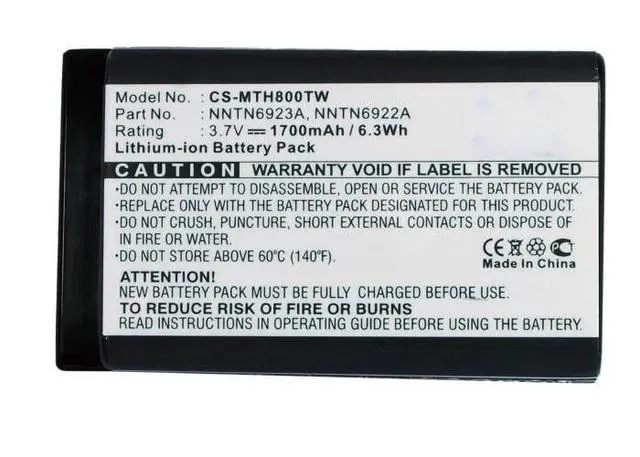 Model No. : CS-MTH800TW
Part No. : NNTN6923A, NNTN6922A
Rating : 3.7V 1700mAh / 6.3Wh
Lithium-ion Battery Pack
CAUTION WARRANTY VOID IF LABEL IS REMOVED
·DO NOT ATTEMPT TO DISASSEMBLE, OPEN OR SERVICE THE BATTERY PACK.
·REPLACE ONLY WITH THE BATTERY PACK DESIGNATED FOR THIS PRODUCT.
·DO NOT CRUSH, PUNCTURE, SHORT EXTERNAL CONTACTS OR DISPOSE OF
IN FIRE OR WATER.
·DO NOT STORE ABOVE 60℃ (140℉).
CE
Made In China
ATTENTION!
NEW BATTERY PACK MUST BE FULLY CHARGED BEFORE USE.
TO REDUCE RISK OF FIRE OR BURNS
READ INSTRUCTIONS IN OPERATING GUIDE BEFORE USING BATTERY.